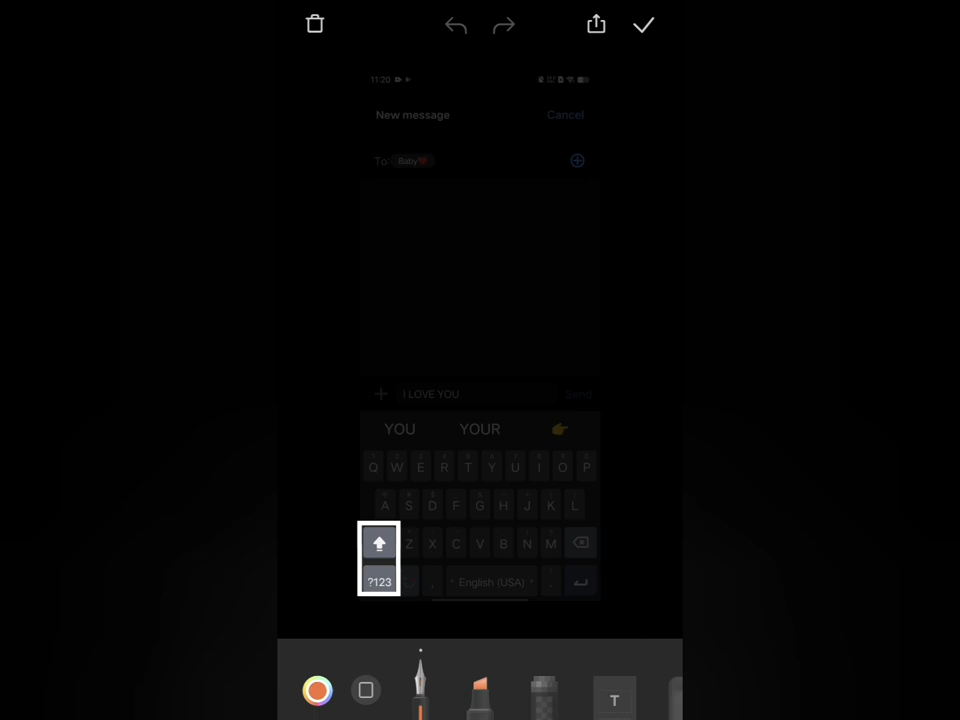 11:20
New message Cancel
To: Baby❤
I LOVE YOU Send
YOU YOUR 👉
Q W E R T Y U I O P
A S D F G H J K L
Z X C V B N M
?123 , English (USA) .
T